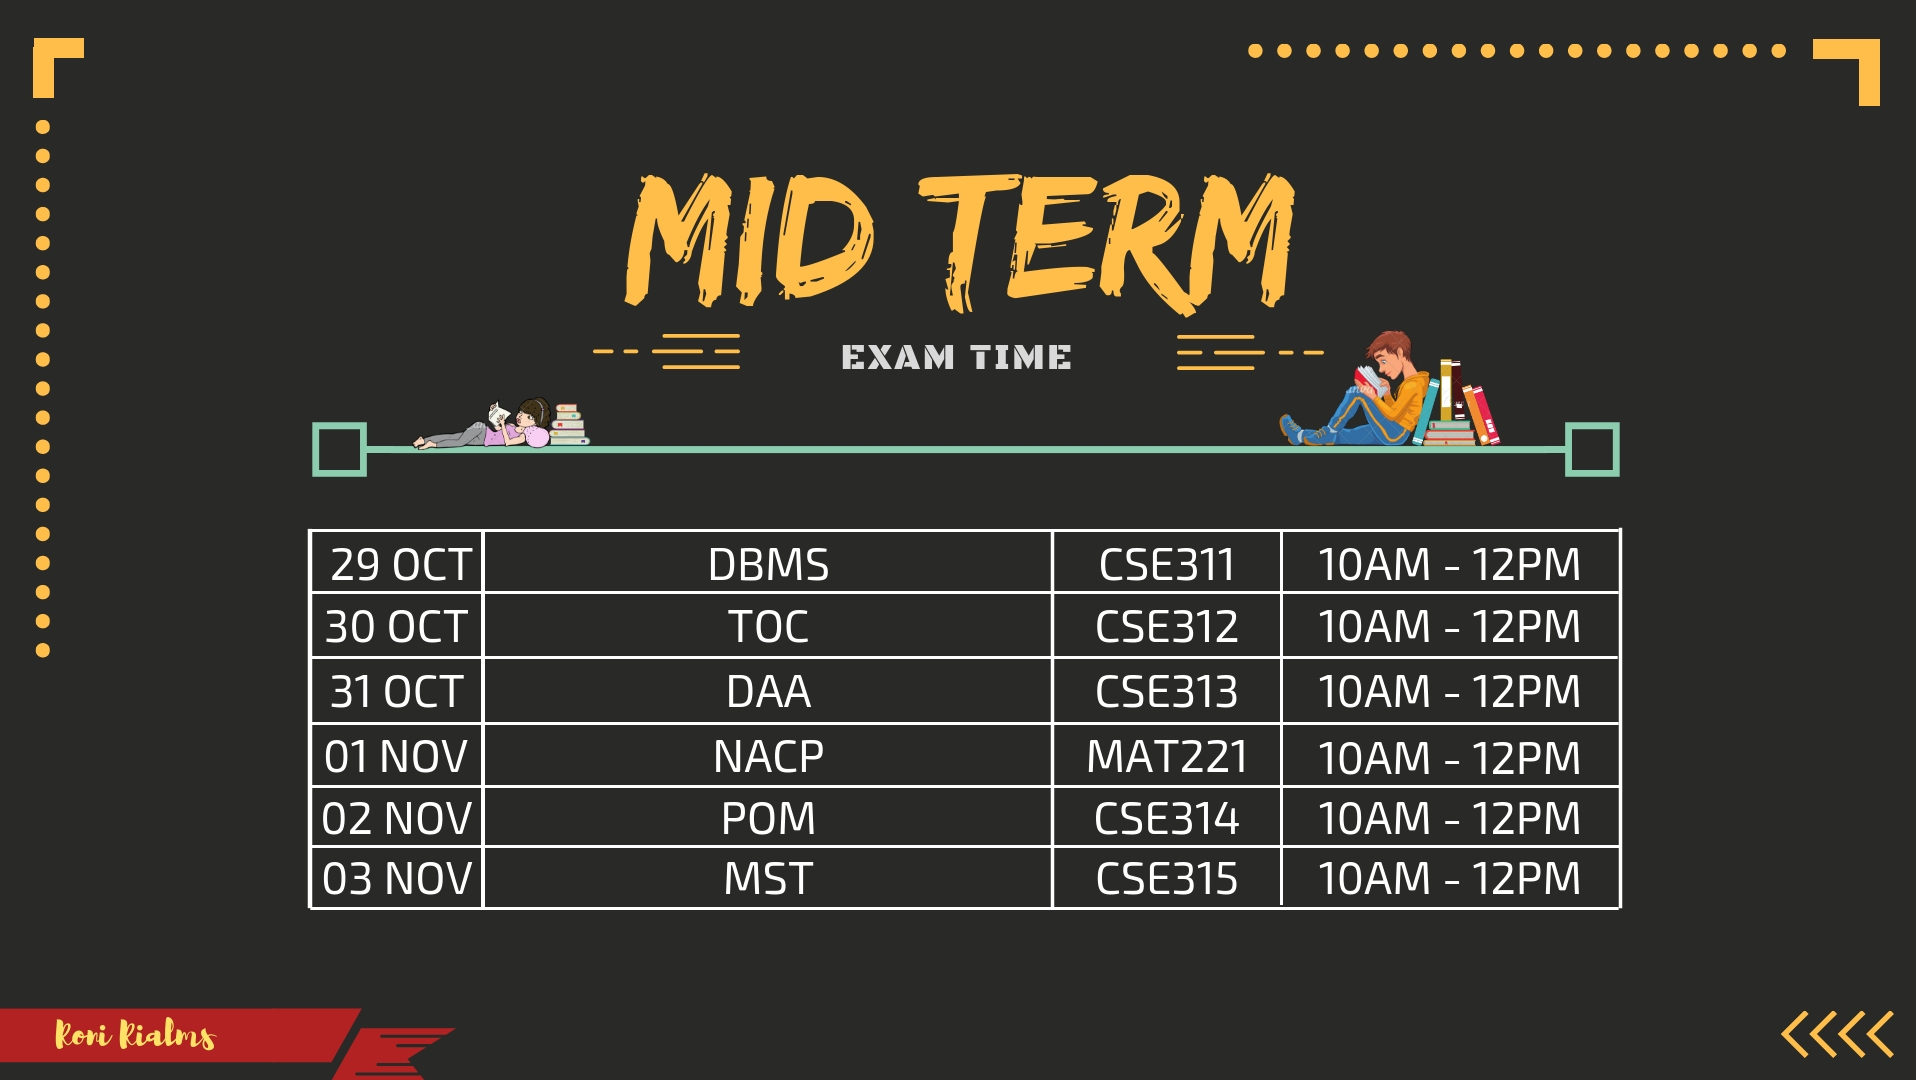 MID TERM
EXAM TIME
29 OCT DBMS CSE311 10AM - 12PM
30 OCT TOC CSE312 10AM - 12PM
31 OCT DAA CSE313 10AM - 12PM
01 NOV NACP MAT221 10AM - 12PM
02 NOV POM CSE314 10AM - 12PM
03 NOV MST CSE315 10AM - 12PM
Roni Rialms